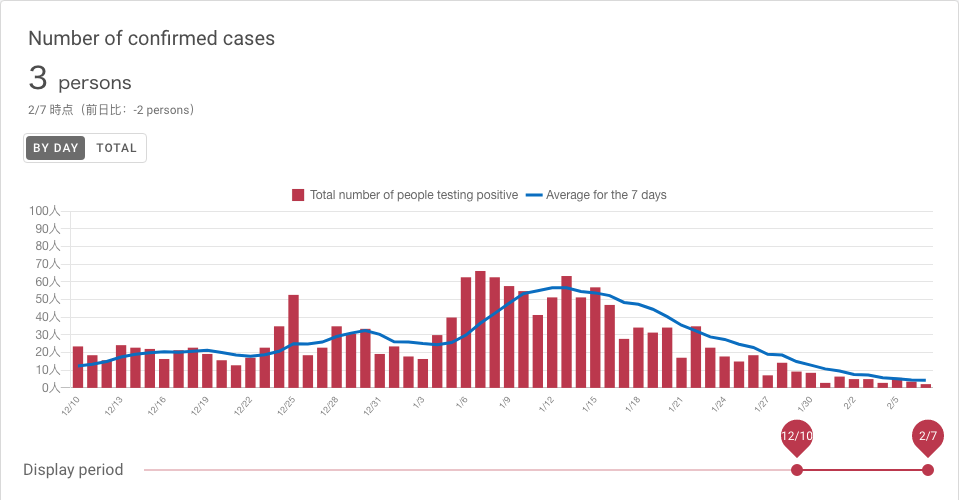 Number of confirmed cases
3 persons
2/7 時点（前日比：-2 persons）
BY DAY TOTAL
Total number of people testing positive Average for the 7 days
100人
90人
80人
70人
60人
50人
40人
30人
20人
10人
0人
12/10 12/13 12/16 12/19 12/22 12/25 12/28 12/31 1/3 1/6 1/9 1/12 1/15 1/18 1/21 1/24 1/27 1/30 2/2 2/5
12/10 2/7
Display period